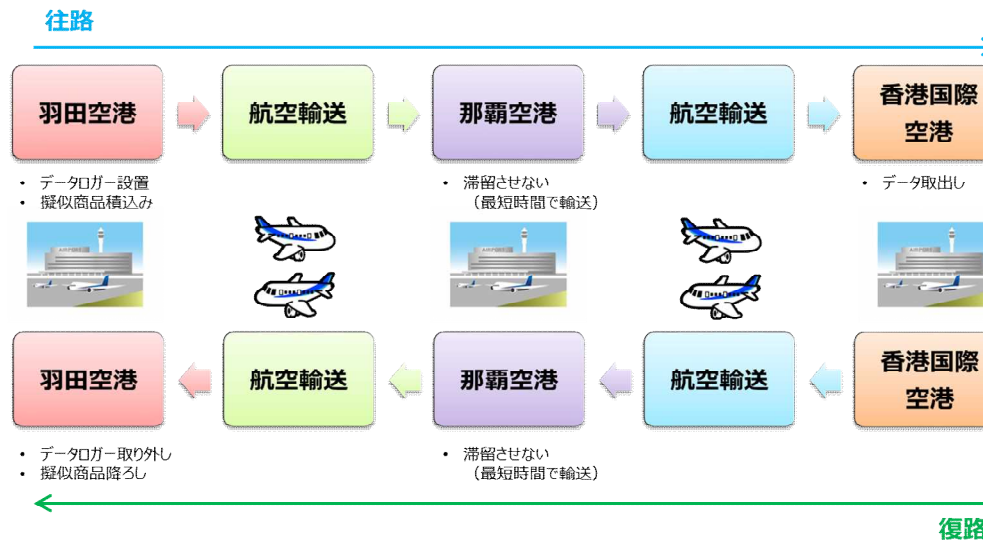 往路
羽田空港
航空輸送
那覇空港
航空輸送
香港国際
空港
・ データロガー設置
・ 擬似商品積込み
・ 滞留させない
（最短時間で輸送）
・ データ取出し
AIRPORT
AIRPORT
AIRPORT
羽田空港
航空輸送
那覇空港
航空輸送
香港国際
空港
・ データロガー取り外し
・ 擬似商品降ろし
・ 滞留させない
（最短時間で輸送）
復路